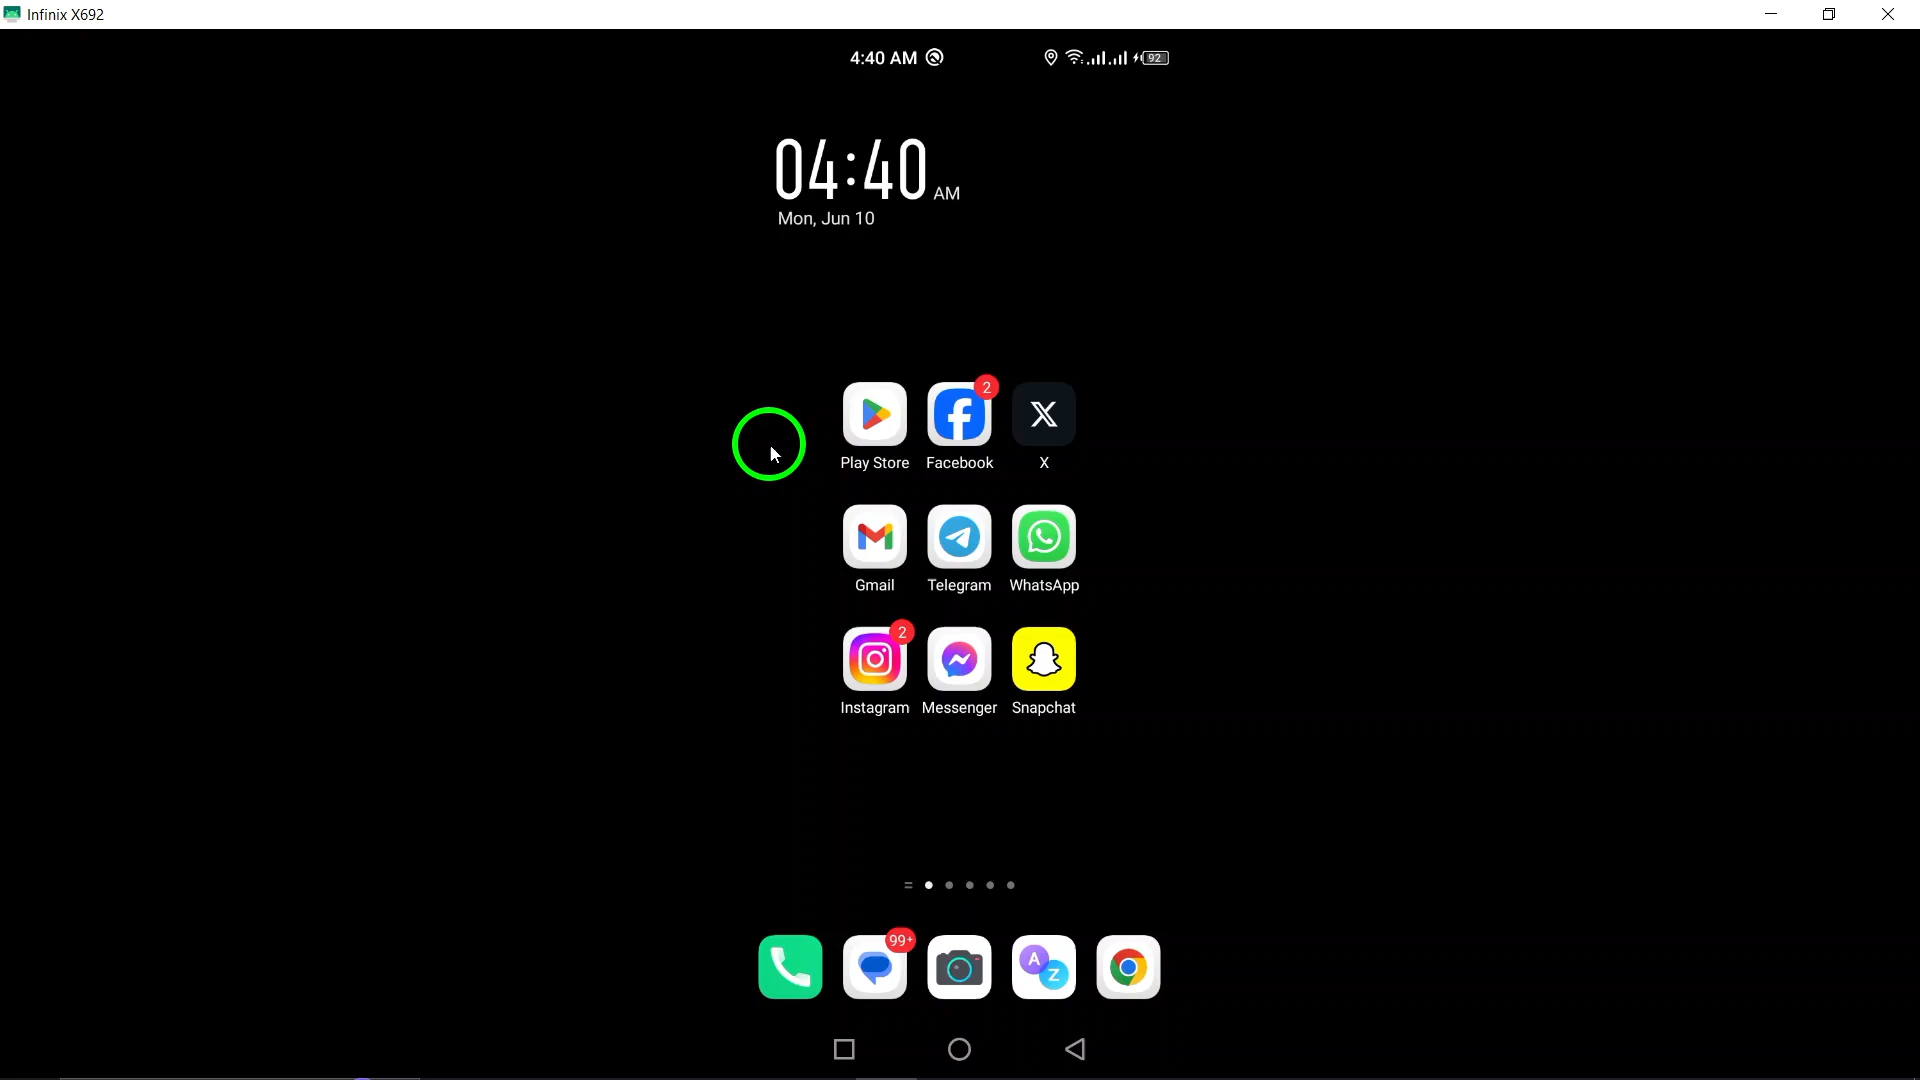 Infinix X692
4:40 AM
92
04:40 AM
Mon, Jun 10
2
Play Store Facebook X
Gmail Telegram WhatsApp
2
Instagram Messenger Snapchat
99+
A Z